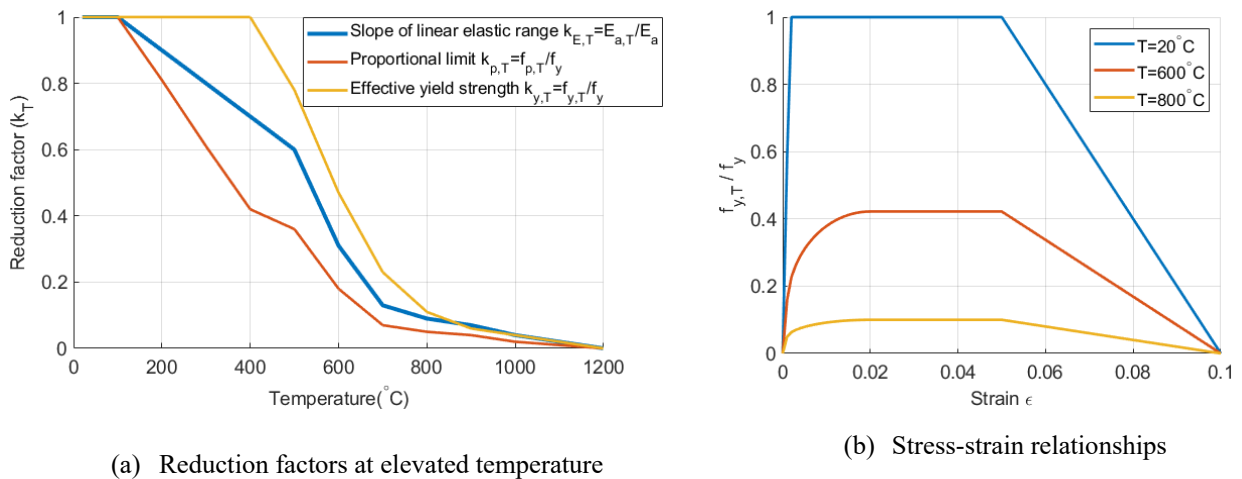 Slope of linear elastic range k_E,T=E_a,T/E_a
Proportional limit k_p,T=f_p,T/f_y
Effective yield strength k_y,T=f_y,T/f_y
Reduction factor (k_T)
1
0.8
0.6
0.4
0.2
0
0
200
400
600
800
1000
1200
Temperature(°C)
(a) Reduction factors at elevated temperature
T=20°C
T=600°C
T=800°C
f_y,T / f_y
1
0.8
0.6
0.4
0.2
0
0
0.02
0.04
0.06
0.08
0.1
Strain ϵ
(b) Stress-strain relationships